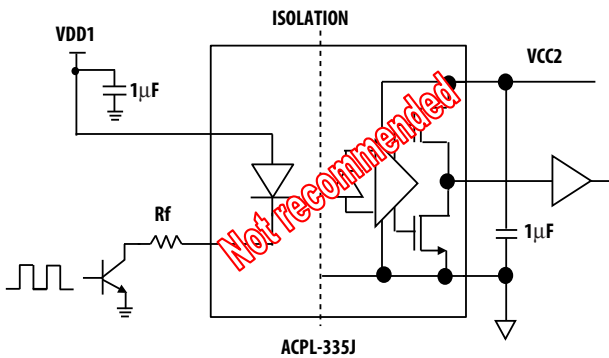 ISOLATION
VDD1
VCC2
1μF
Not recommended
Rf
1μF
ACPL-335J